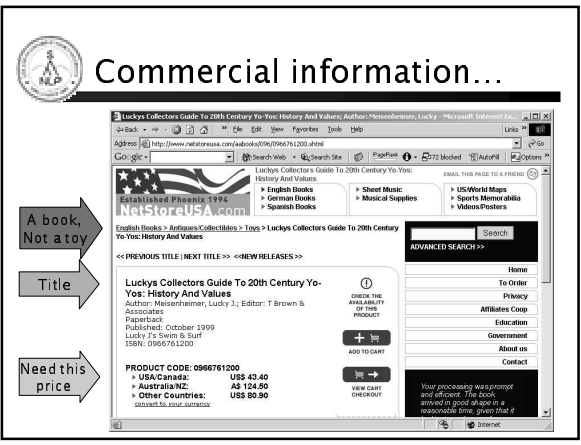 NLP
Commercial information...
Luckys Collectors Guide To 20th Century Yo-Yos: History And Values; Author: Meisenheimer, Lucky - Microsoft Internet Ex...
Back File Edit View Favorites Tools Help Links
Address http://www.netstoreusa.com/aabooks/096/0966761200.shtml Go
Google Search Web Search Site PageRank 72 blocked AutoFill Options
Established Phoenix 1994
NetStoreUSA.com
Luckys Collectors Guide To 20th Century Yo-Yos:
History And Values
EMAIL THIS PAGE TO A FRIEND
English Books
German Books
Spanish Books
Sheet Music
Musical Supplies
US/World Maps
Sports Memorabilia
Videos/Posters
A book,
Not a toy
English Books > Antiques/Collectibles > Toys > Luckys Collectors Guide To 20th Century
Yo-Yos: History And Values
<< PREVIOUS TITLE | NEXT TITLE >> <<NEW RELEASES >>
Search
ADVANCED SEARCH >>
Title
Luckys Collectors Guide To 20th Century Yo-
Yos: History And Values
Author: Meisenheimer, Lucky J.; Editor: T Brown &
Associates
Paperback
Published: October 1999
Lucky J's Swim & Surf
ISBN: 0966761200
CHECK THE
AVAILABILITY
OF THIS
PRODUCT
ADD TO CART
VIEW CART
CHECKOUT
Home
To Order
Privacy
Affiliates Coop
Education
Government
About us
Contact
Need this
price
PRODUCT CODE: 0966761200
USA/Canada: US$ 43.40
Australia/NZ: A$ 124.50
Other Countries: US$ 80.90
convert to your currency
Your processing was prompt
and efficient. The book
arrived in good shape in a
reasonable time, given that it
Internet